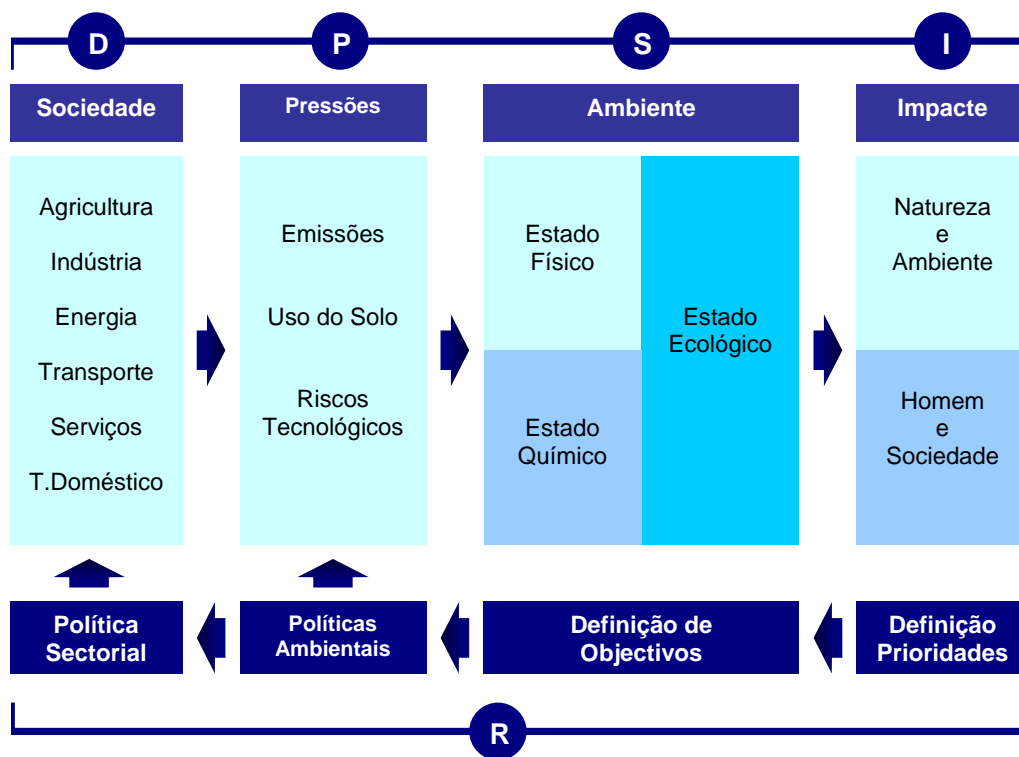 D
P
S
I
Sociedade
Pressões
Ambiente
Impacte
Agricultura
Indústria
Energia
Transporte
Serviços
T.Doméstico
Emissões
Uso do Solo
Riscos
Tecnológicos
Estado
Físico
Estado
Químico
Estado
Ecológico
Natureza
e
Ambiente
Homem
e
Sociedade
Política
Sectorial
Políticas
Ambientais
Definição de
Objectivos
Definição
Prioridades
R